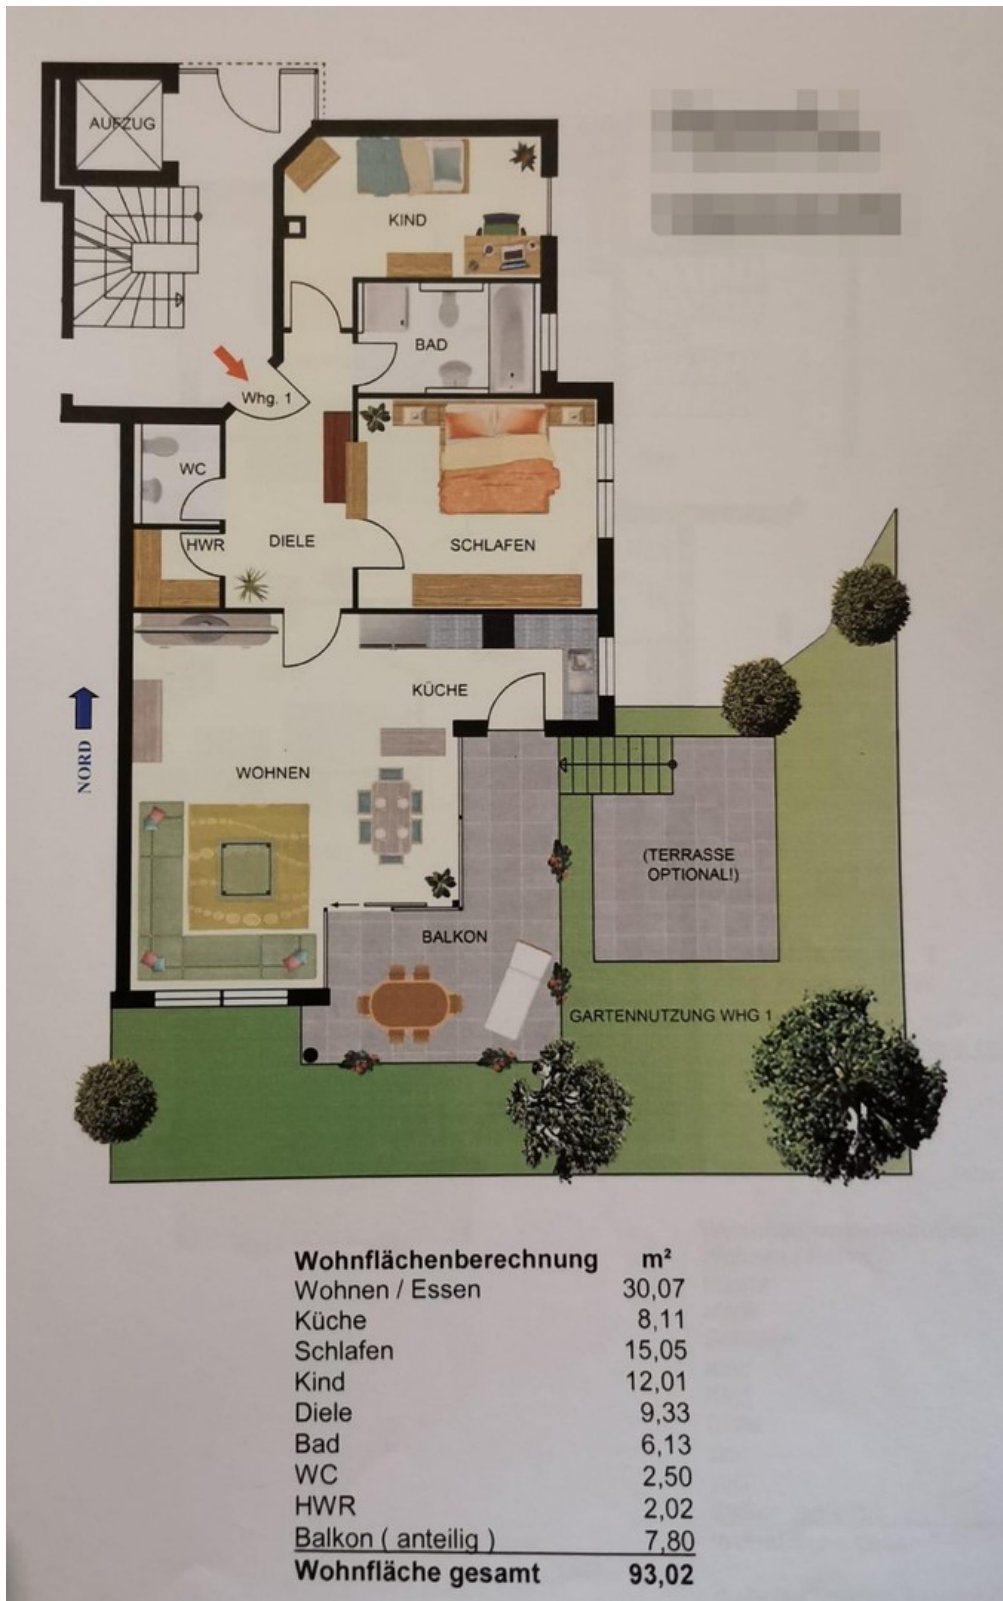 AUFZUG
KIND
BAD
Whg. 1
WC
HWR
DIELE
SCHLAFEN
KÜCHE
NORD
WOHNEN
(TERRASSE
OPTIONAL!)
BALKON
GARTENNUTZUNG WHG 1
Wohnflächenberechnung m²
Wohnen / Essen 30,07
Küche 8,11
Schlafen 15,05
Kind 12,01
Diele 9,33
Bad 6,13
WC 2,50
HWR 2,02
Balkon ( anteilig ) 7,80
Wohnfläche gesamt 93,02